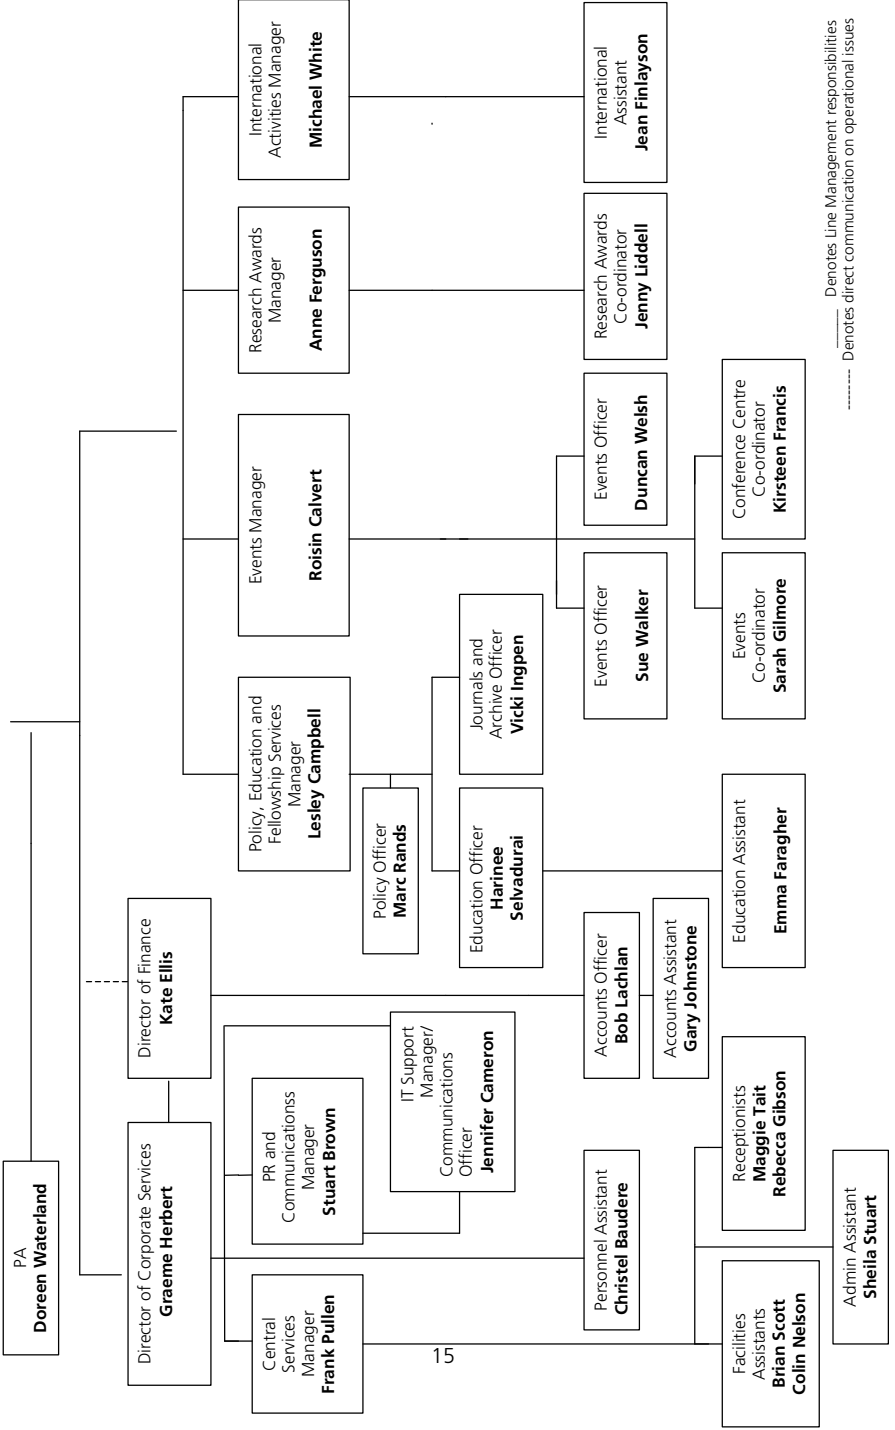 PA
Doreen Waterland
Director of Corporate Services
Graeme Herbert
Director of Finance
Kate Ellis
Central
Services
Manager
Frank Pullen
PR and
Communicationss
Manager
Stuart Brown
IT Support
Manager/
Communications
Officer
Jennifer Cameron
Policy, Education and
Fellowship Services
Manager
Lesley Campbell
Events Manager
Roisin Calvert
Research Awards
Manager
Anne Ferguson
International
Activities Manager
Michael White
Policy Officer
Marc Rands
Education Officer
Harinee
Selvadurai
Journals and
Archive Officer
Vicki Ingpen
Personnel Assistant
Christel Baudere
Accounts Officer
Bob Lachlan
Accounts Assistant
Gary Johnstone
Events Officer
Sue Walker
Events Officer
Duncan Welsh
Research Awards
Co-ordinator
Jenny Liddell
International
Assistant
Jean Finlayson
Facilities
Assistants
Brian Scott
Colin Nelson
Receptionists
Maggie Tait
Rebecca Gibson
Education Assistant
Emma Faragher
Events
Co-ordinator
Sarah Gilmore
Conference Centre
Co-ordinator
Kirsteen Francis
Admin Assistant
Sheila Stuart
Denotes Line Management responsibilities
Denotes direct communication on operational issues
15